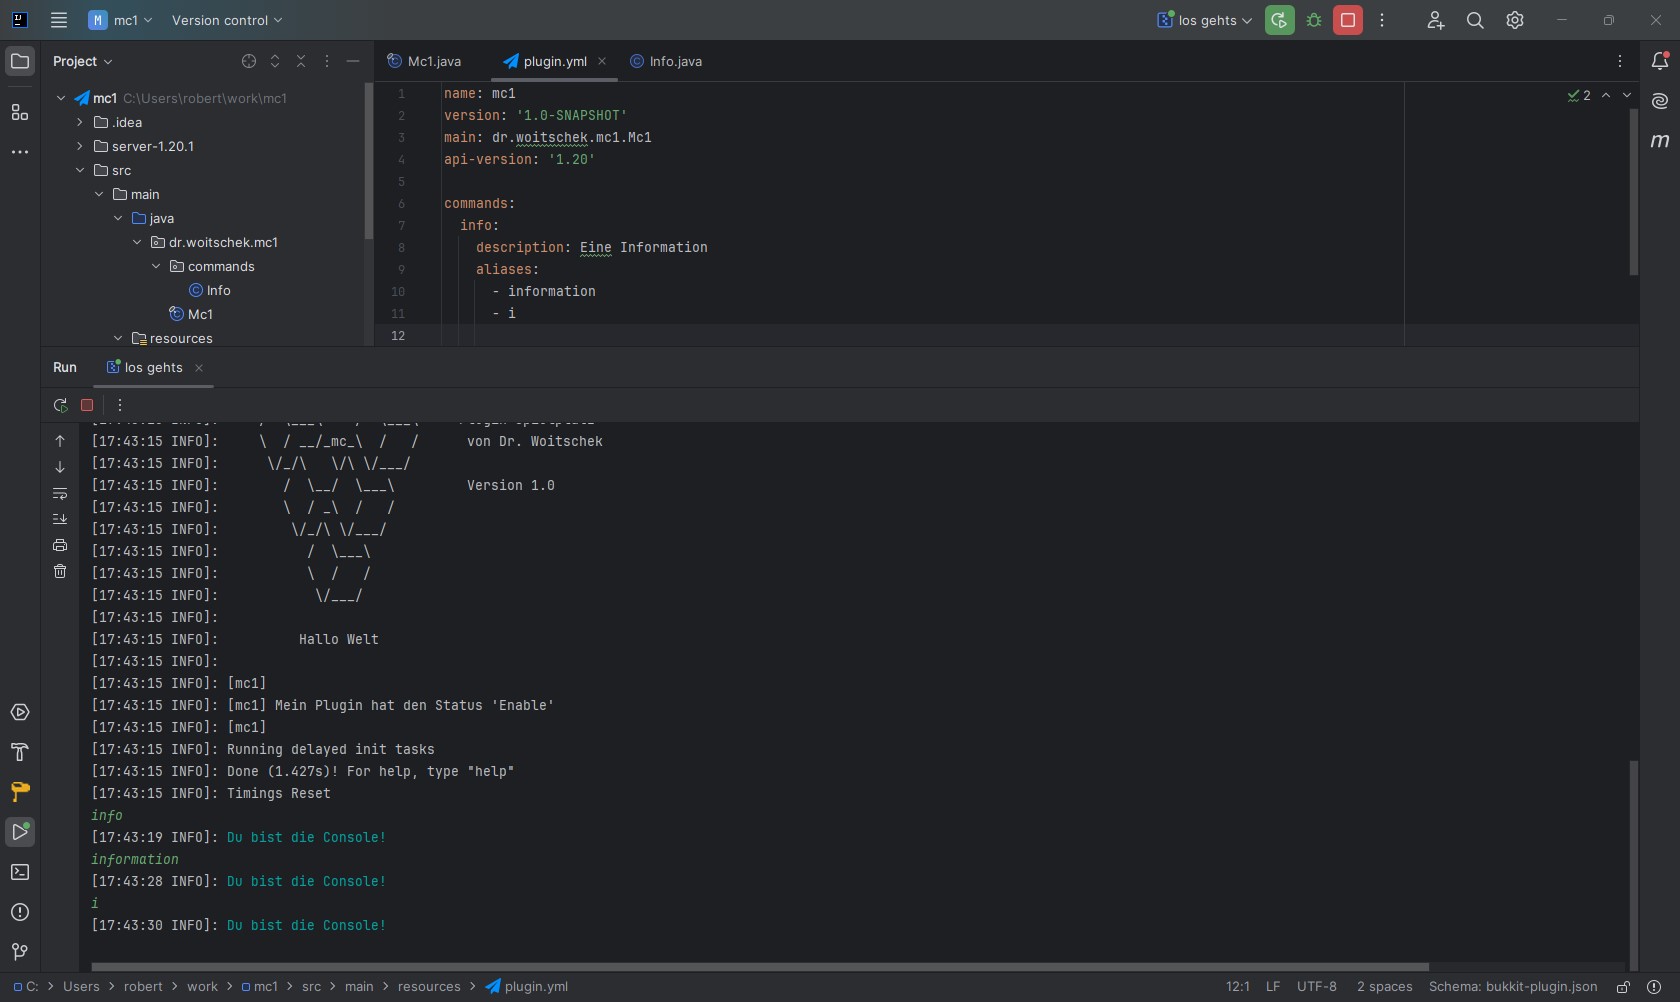 mc1 Version control los gehts
Project
mc1 C:\Users\robert\work\mc1
.idea
server-1.20.1
src
main
java
dr.woitschek.mc1
commands
Info
Mc1
resources
Mc1.java plugin.yml Info.java
1 name: mc1
2 version: '1.0-SNAPSHOT'
3 main: dr.woitschek.mc1.Mc1
4 api-version: '1.20'
5
6 commands:
7 info:
8 description: Eine Information
9 aliases:
10 - information
11 - i
12
2
Run los gehts
[17:43:15 INFO]: \  / __/_mc_\  /   /      von Dr. Woitschek
[17:43:15 INFO]: \/_/\   \/\ \/___/
[17:43:15 INFO]: /  \__/  \___\         Version 1.0
[17:43:15 INFO]: \  / _\  /   /
[17:43:15 INFO]: \/_/\ \/___/
[17:43:15 INFO]: /  \___\
[17:43:15 INFO]: \  /   /
[17:43:15 INFO]: \/___/
[17:43:15 INFO]:
[17:43:15 INFO]: Hallo Welt
[17:43:15 INFO]:
[17:43:15 INFO]: [mc1]
[17:43:15 INFO]: [mc1] Mein Plugin hat den Status 'Enable'
[17:43:15 INFO]: [mc1]
[17:43:15 INFO]: Running delayed init tasks
[17:43:15 INFO]: Done (1.427s)! For help, type "help"
[17:43:15 INFO]: Timings Reset
info
[17:43:19 INFO]: Du bist die Console!
information
[17:43:28 INFO]: Du bist die Console!
i
[17:43:30 INFO]: Du bist die Console!
C: > Users > robert > work > mc1 > src > main > resources > plugin.yml 12:1 LF UTF-8 2 spaces Schema: bukkit-plugin.json